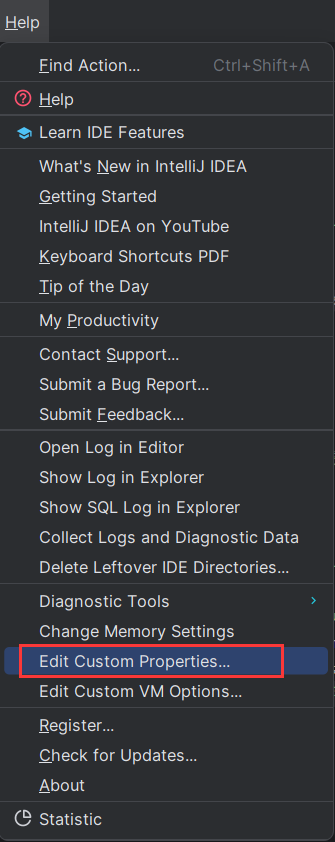 Help
Find Action... Ctrl+Shift+A
Help
Learn IDE Features
What's New in IntelliJ IDEA
Getting Started
IntelliJ IDEA on YouTube
Keyboard Shortcuts PDF
Tip of the Day
My Productivity
Contact Support...
Submit a Bug Report...
Submit Feedback...
Open Log in Editor
Show Log in Explorer
Show SQL Log in Explorer
Collect Logs and Diagnostic Data
Delete Leftover IDE Directories...
Diagnostic Tools
Change Memory Settings
Edit Custom Properties...
Edit Custom VM Options...
Register...
Check for Updates...
About
Statistic